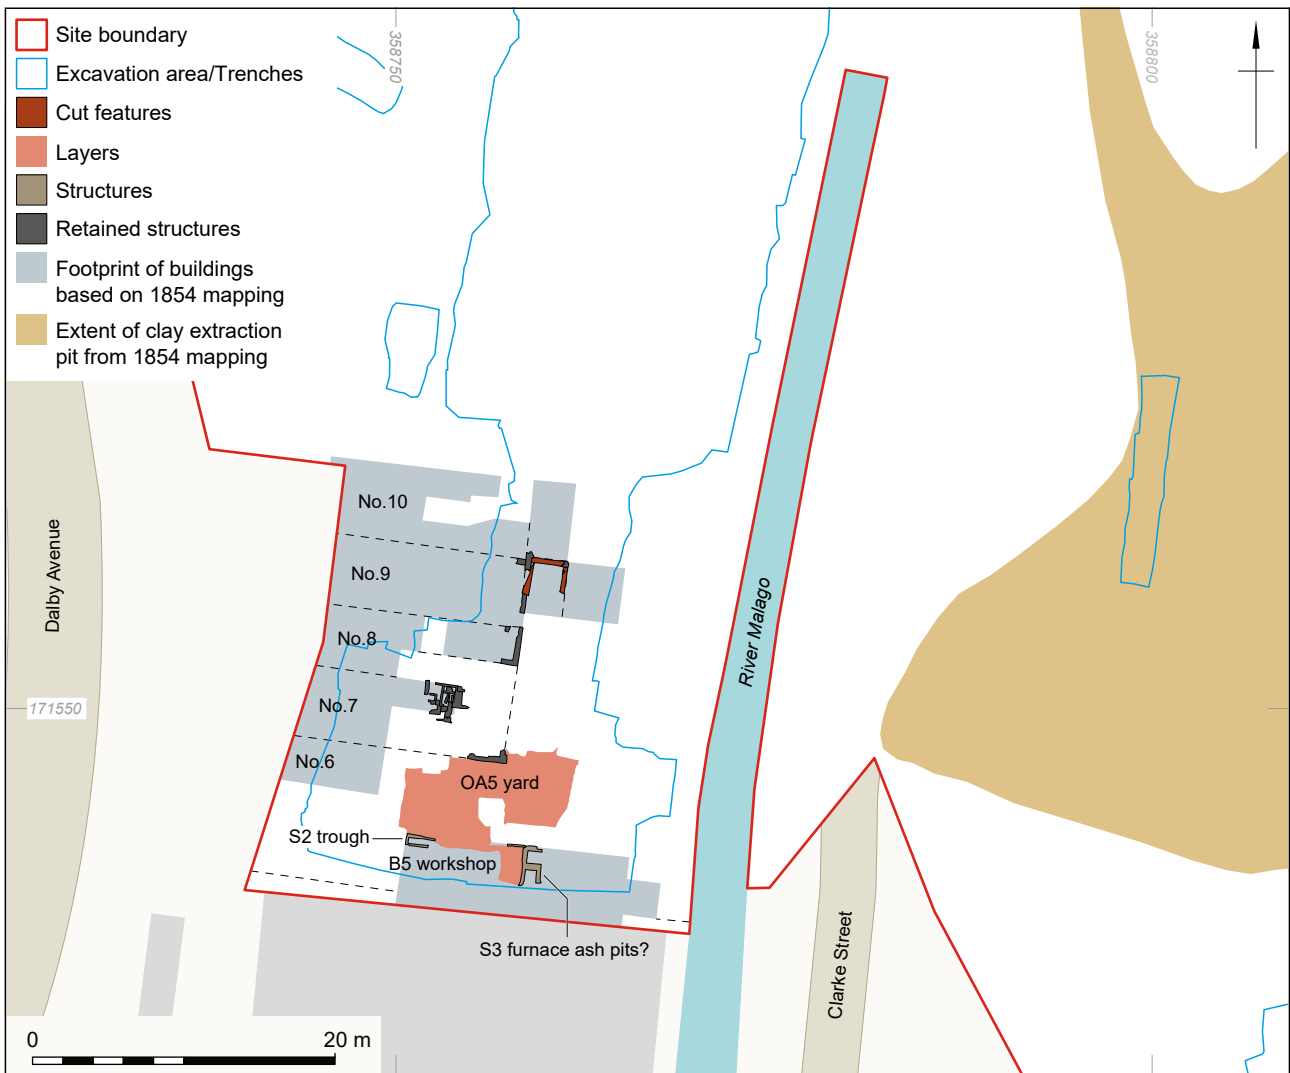 Site boundary
Excavation area/Trenches
Cut features
Layers
Structures
Retained structures
Footprint of buildings
based on 1854 mapping
Extent of clay extraction
pit from 1854 mapping
358750
358800
No.10
No.9
No.8
No.7
No.6
Dalby Avenue
171550
River Malago
OA5 yard
S2 trough
B5 workshop
S3 furnace ash pits?
Clarke Street
0
20 m